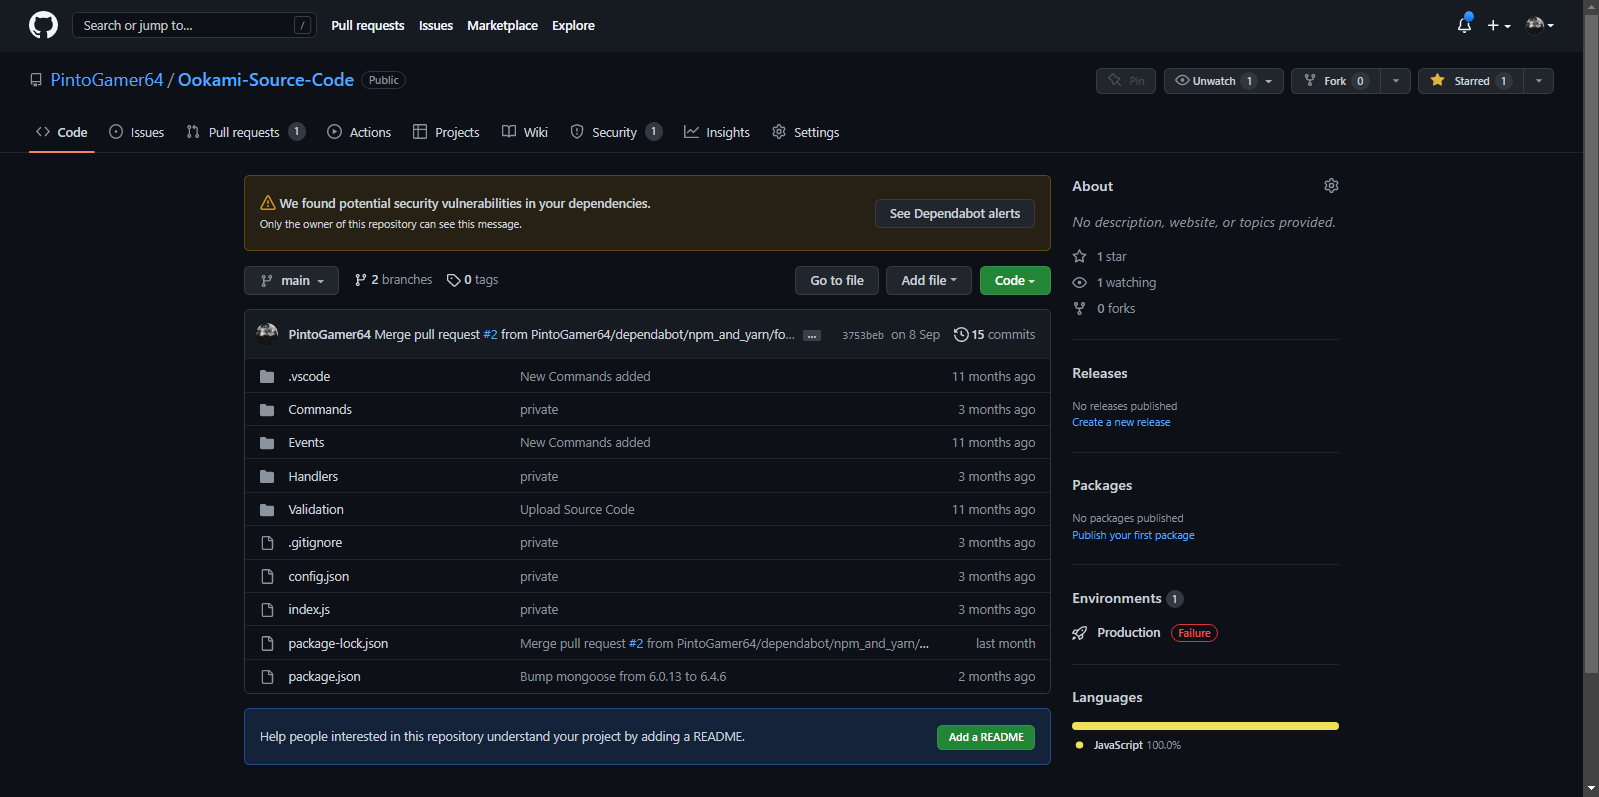 Search or jump to... /
Pull requests Issues Marketplace Explore
PintoGamer64 / Ookami-Source-Code Public
Pin Unwatch 1 Fork 0 Starred 1
Code Issues Pull requests 1 Actions Projects Wiki Security 1 Insights Settings
We found potential security vulnerabilities in your dependencies.
Only the owner of this repository can see this message.
See Dependabot alerts
main 2 branches 0 tags Go to file Add file Code
PintoGamer64 Merge pull request #2 from PintoGamer64/dependabot/npm_and_yarn/fo... ... 3753beb on 8 Sep 15 commits
.vscode New Commands added 11 months ago
Commands private 3 months ago
Events New Commands added 11 months ago
Handlers private 3 months ago
Validation Upload Source Code 11 months ago
.gitignore private 3 months ago
config.json private 3 months ago
index.js private 3 months ago
package-lock.json Merge pull request #2 from PintoGamer64/dependabot/npm_and_yarn/... last month
package.json Bump mongoose from 6.0.13 to 6.4.6 2 months ago
Help people interested in this repository understand your project by adding a README. Add a README
About
No description, website, or topics provided.
1 star
1 watching
0 forks
Releases
No releases published
Create a new release
Packages
No packages published
Publish your first package
Environments 1
Production Failure
Languages
JavaScript 100.0%